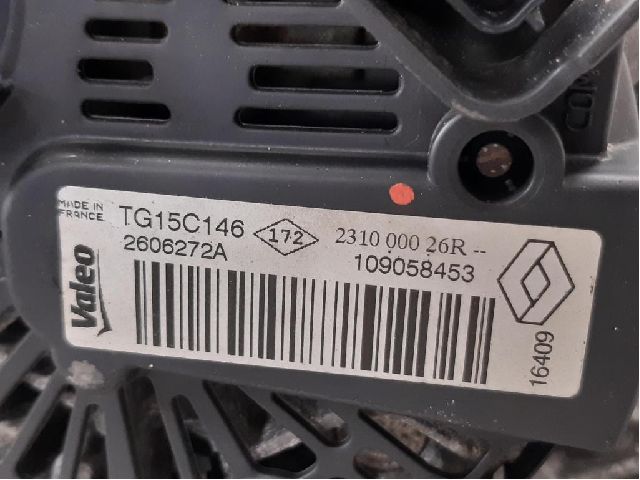 MADE IN
FRANCE
TG15C146
172
2310 000 26R --
2606272A
109058453
Valeo
16409